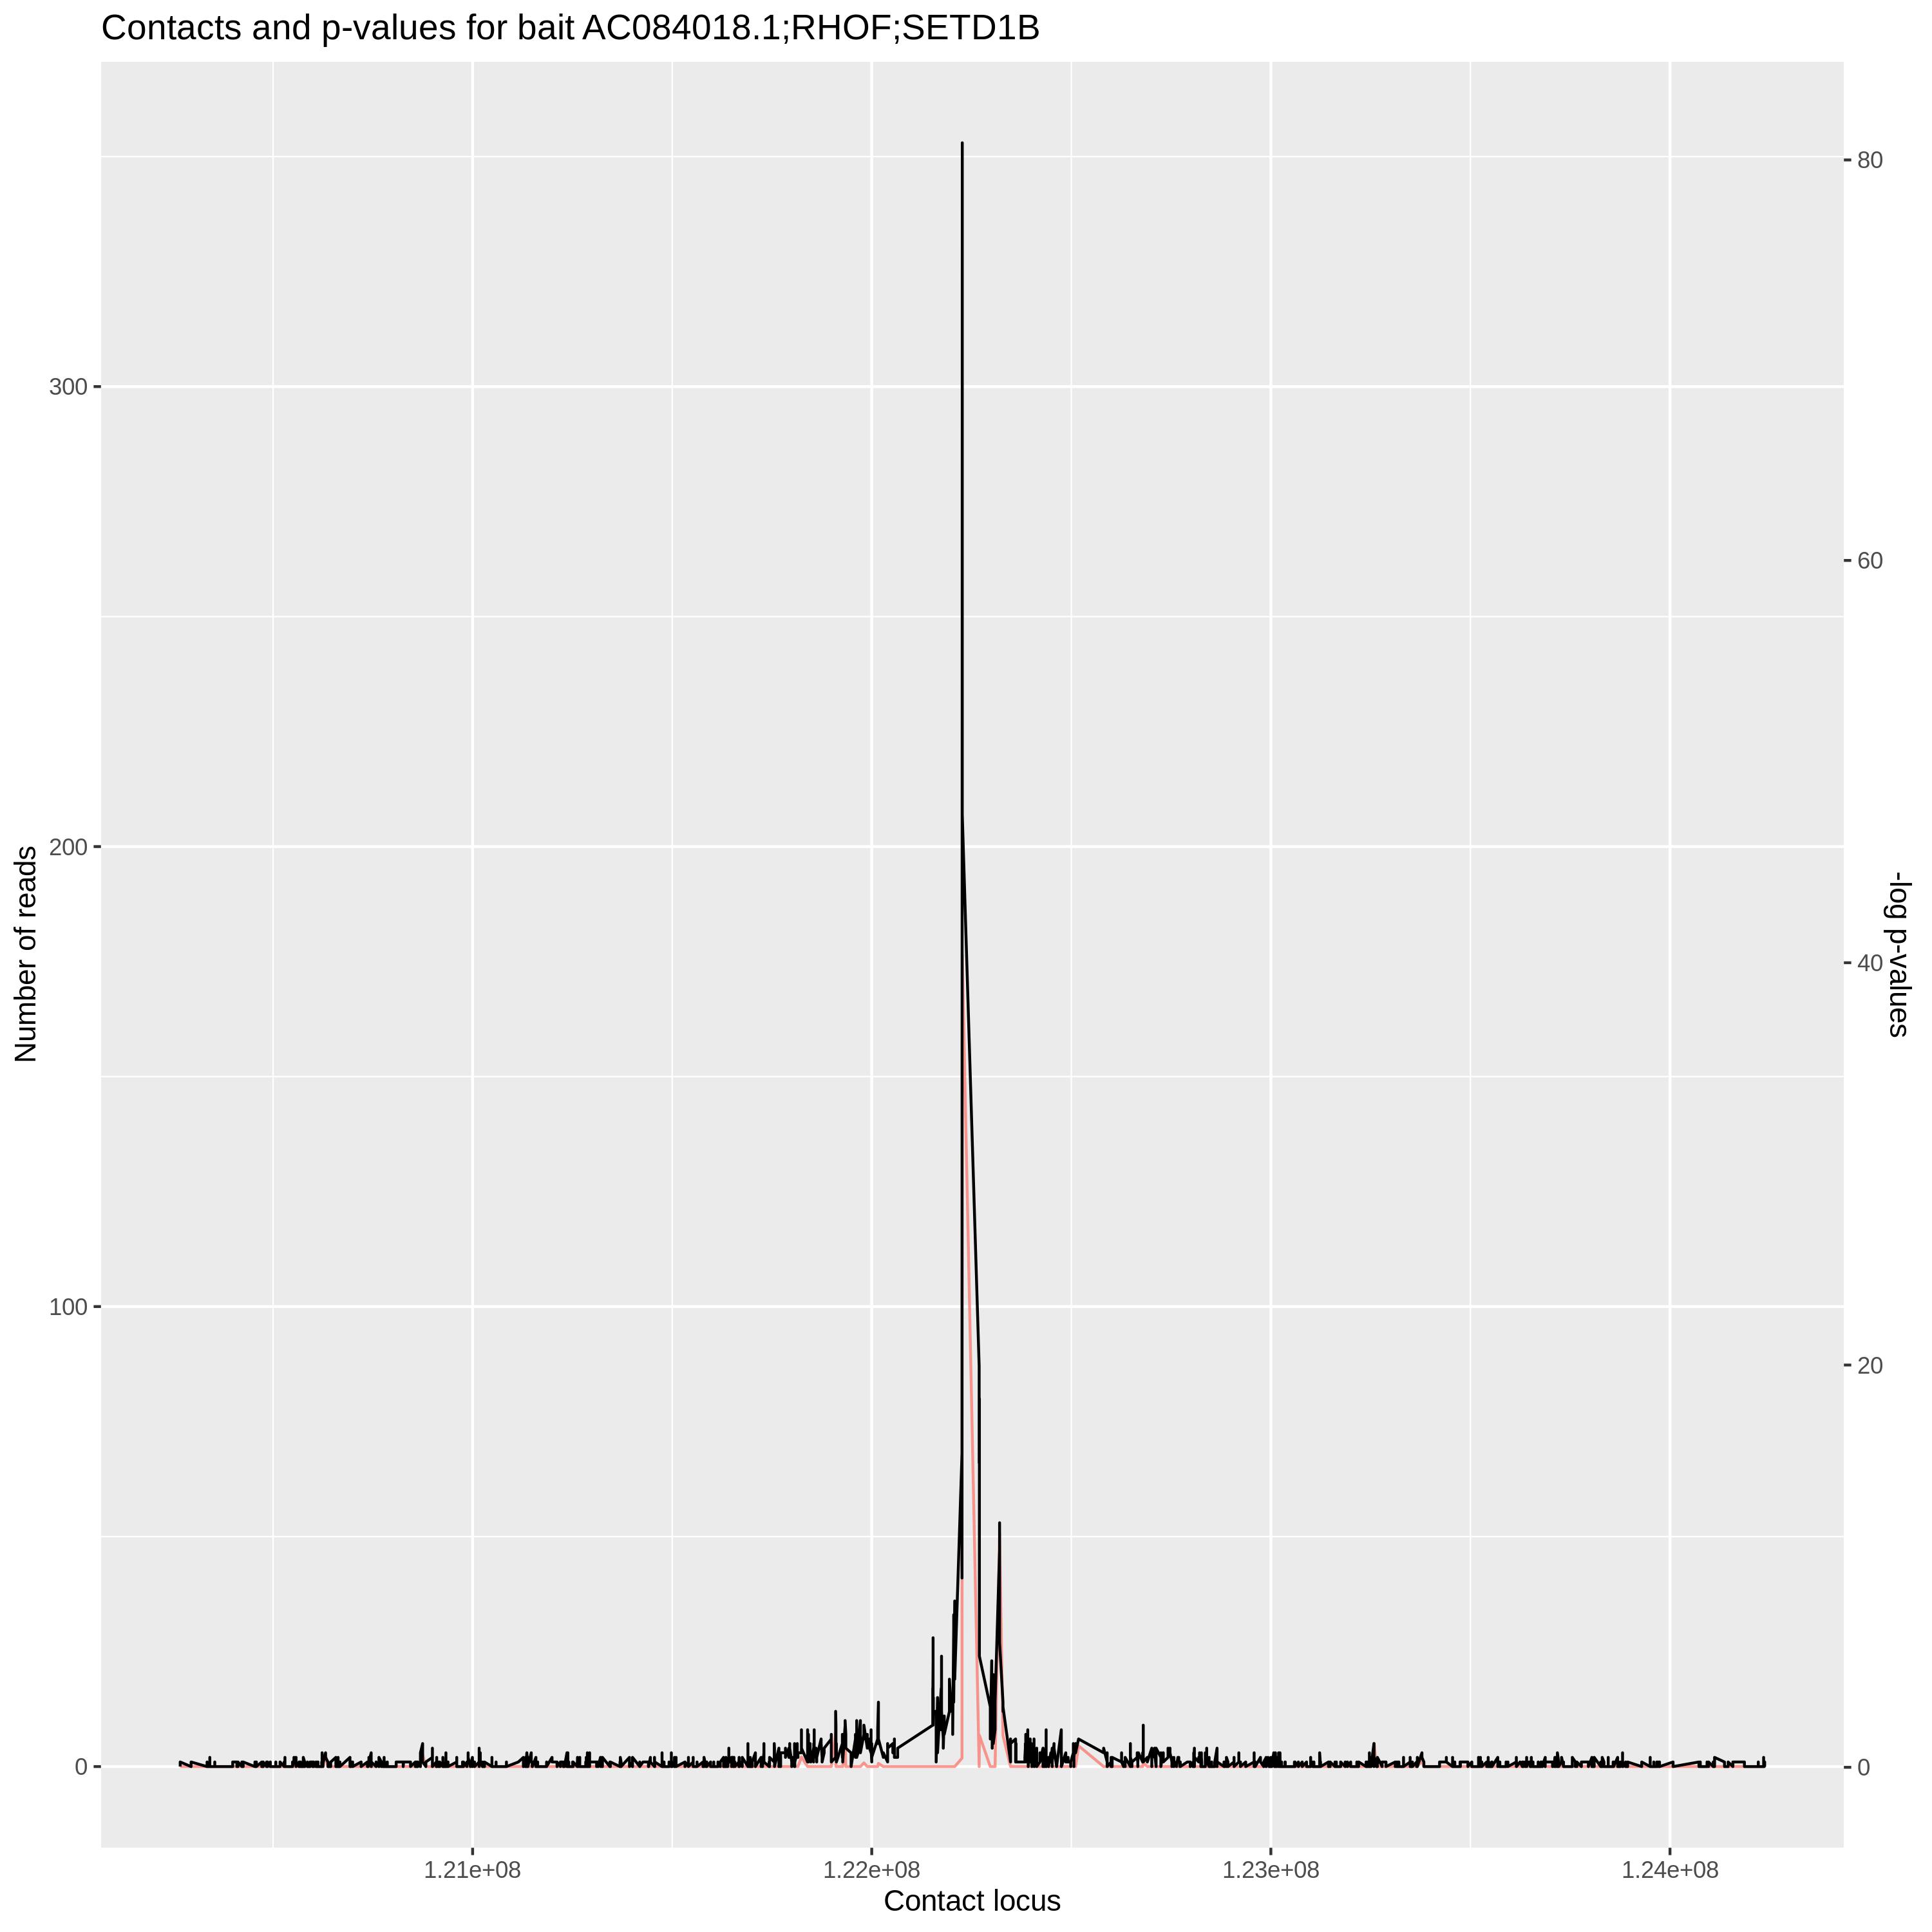 Contacts and p-values for bait AC084018.1;RHOF;SETD1B
Number of reads
300
200
100
0
80
60
40
20
0
-log p-values
1.21e+08
1.22e+08
1.23e+08
1.24e+08
Contact locus